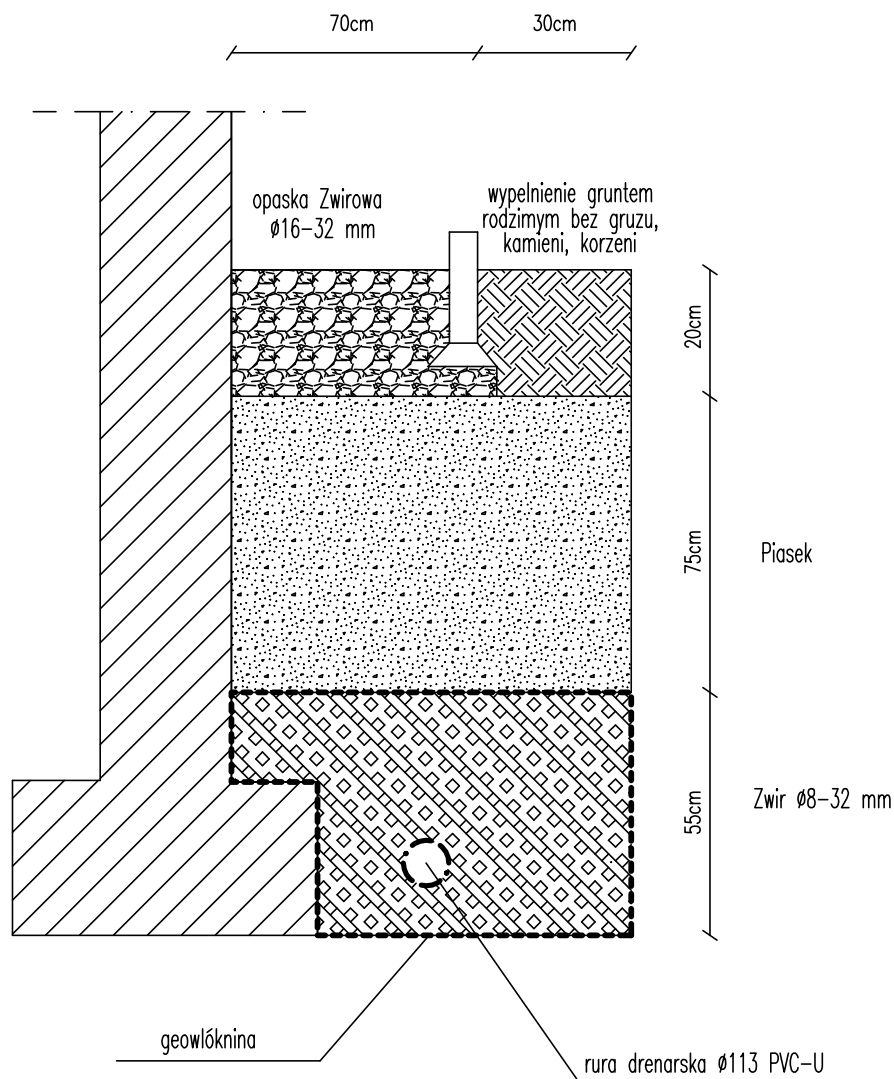 70cm
30cm
opaska Zwirowa
ø16-32 mm
wypelnienie gruntem
rodzimym bez gruzu,
kamieni, korzeni
20cm
75cm
Piasek
55cm
Zwir ø8-32 mm
geowlóknina
rura drenarska ø113 PVC-U